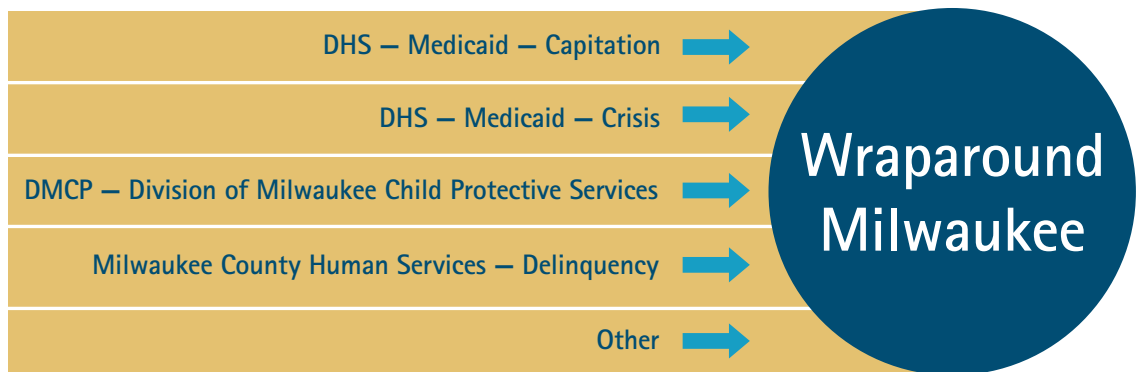 DHS — Medicaid — Capitation
DHS — Medicaid — Crisis
DMCP — Division of Milwaukee Child Protective Services
Milwaukee County Human Services — Delinquency
Other
Wraparound
Milwaukee